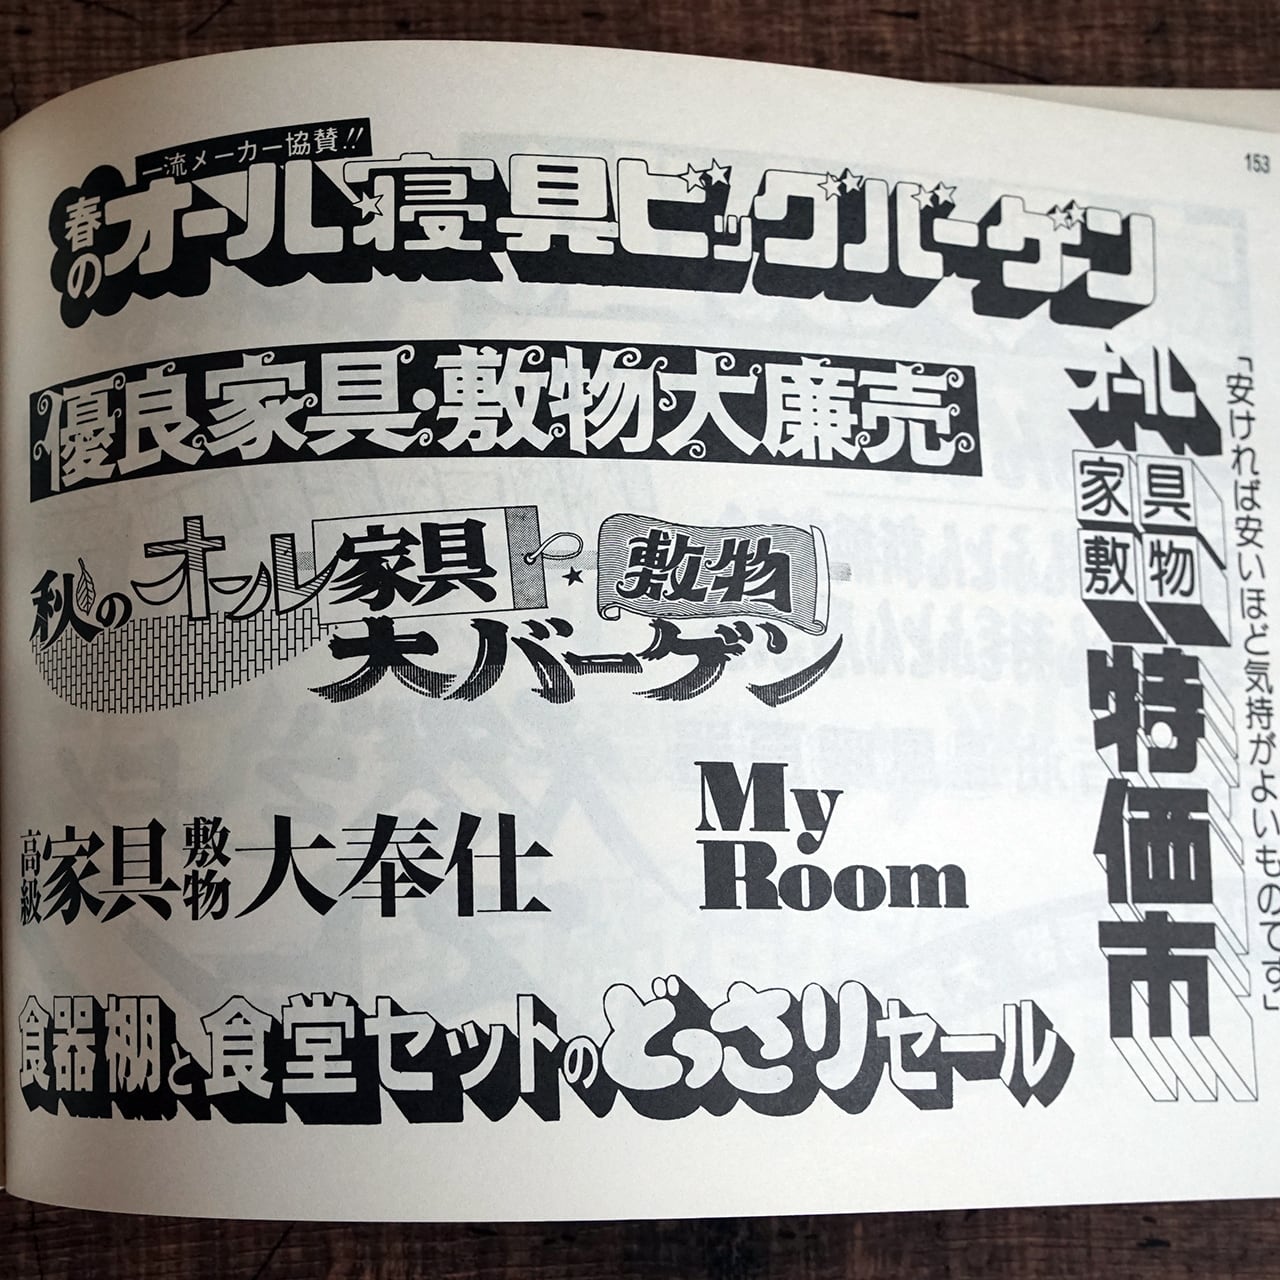 153
一流メーカー協賛!!
春のオール寝具ビッグバーゲン
優良家具・敷物大廉売
秋のオール家具敷物
大バーゲン
高級家具敷物大奉仕
My
Room
食器棚と食堂セットのどっさりセール
オール家具敷物特価市
「安ければ安いほど気持がよいものです」